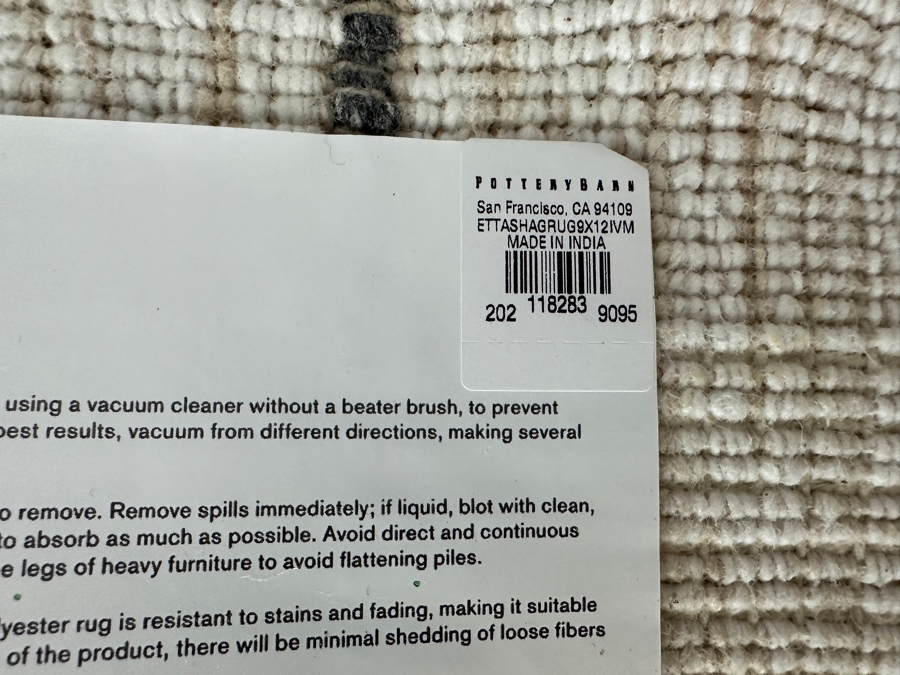 POTTERYBARN
San Francisco, CA 94109
ETTASHAGRUG9X12IVM
MADE IN INDIA
202 118283 9095
using a vacuum cleaner without a beater brush, to prevent
best results, vacuum from different directions, making several
o remove. Remove spills immediately; if liquid, blot with clean,
to absorb as much as possible. Avoid direct and continuous
e legs of heavy furniture to avoid flattening piles.
lyester rug is resistant to stains and fading, making it suitable
of the product, there will be minimal shedding of loose fibers